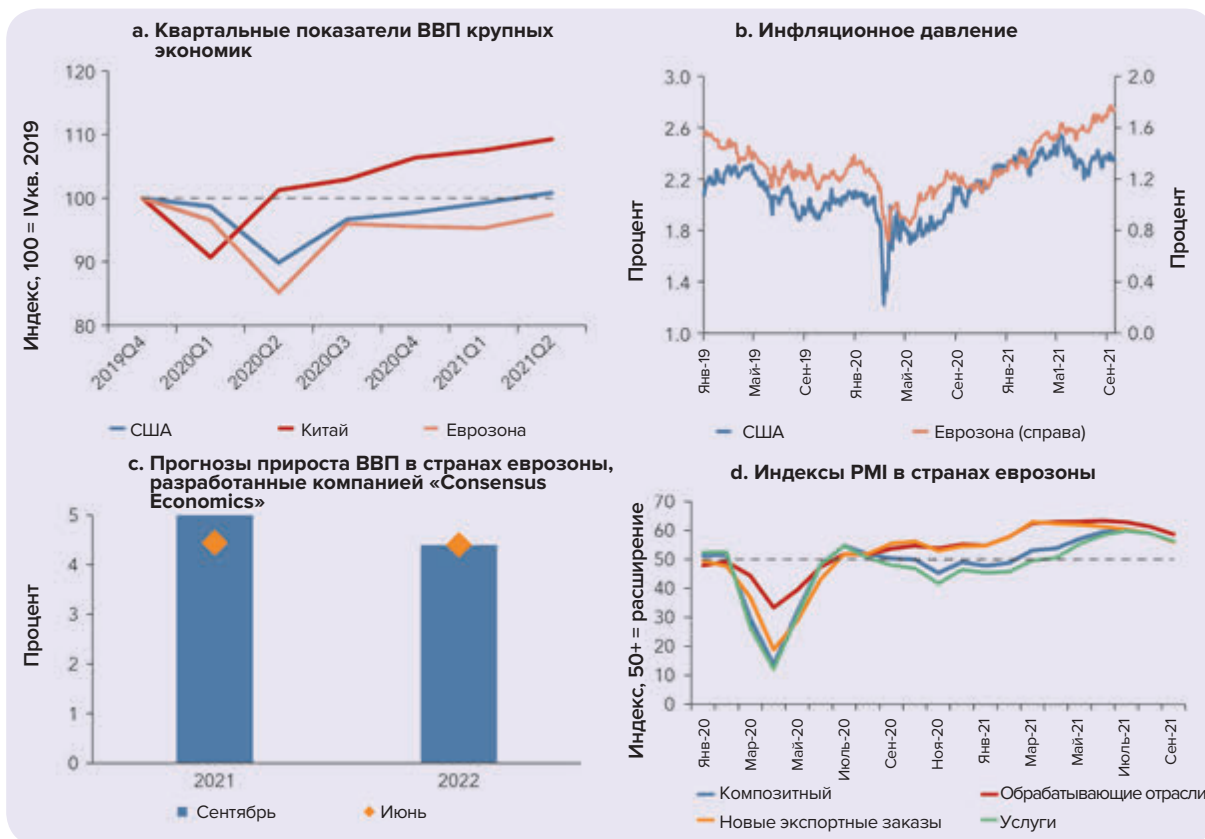 a. Квартальные показатели ВВП крупных
экономик
Индекс, 100 = IVкв. 2019
120
110
100
90
80
2019Q4
2020Q1
2020Q2
2020Q3
2020Q4
2021Q1
2021Q2
США
Китай
Еврозона
b. Инфляционное давление
Процент
3.0
2.6
2.2
1.8
1.4
1.0
2.0
1.6
1.2
0.8
0.4
0.0
Процент
Янв-19
Май-19
Сен-19
Янв-20
Май-20
Сен-20
Янв-21
Ма1-21
Сен-21
США
Еврозона (справа)
c. Прогнозы прироста ВВП в странах еврозоны,
разработанные компанией «Consensus
Economics»
Процент
5
4
3
2
1
0
2021
2022
Сентябрь
Июнь
d. Индексы PMI в странах еврозоны
Индекс, 50+ = расширение
70
60
50
40
30
20
10
0
Янв-20
Мар-20
Май-20
Июль-20
Сен-20
Ноя-20
Янв-21
Мар-21
Май-21
Июль-21
Сен-21
Композитный
Обрабатывающие отрасли
Новые экспортные заказы
Услуги